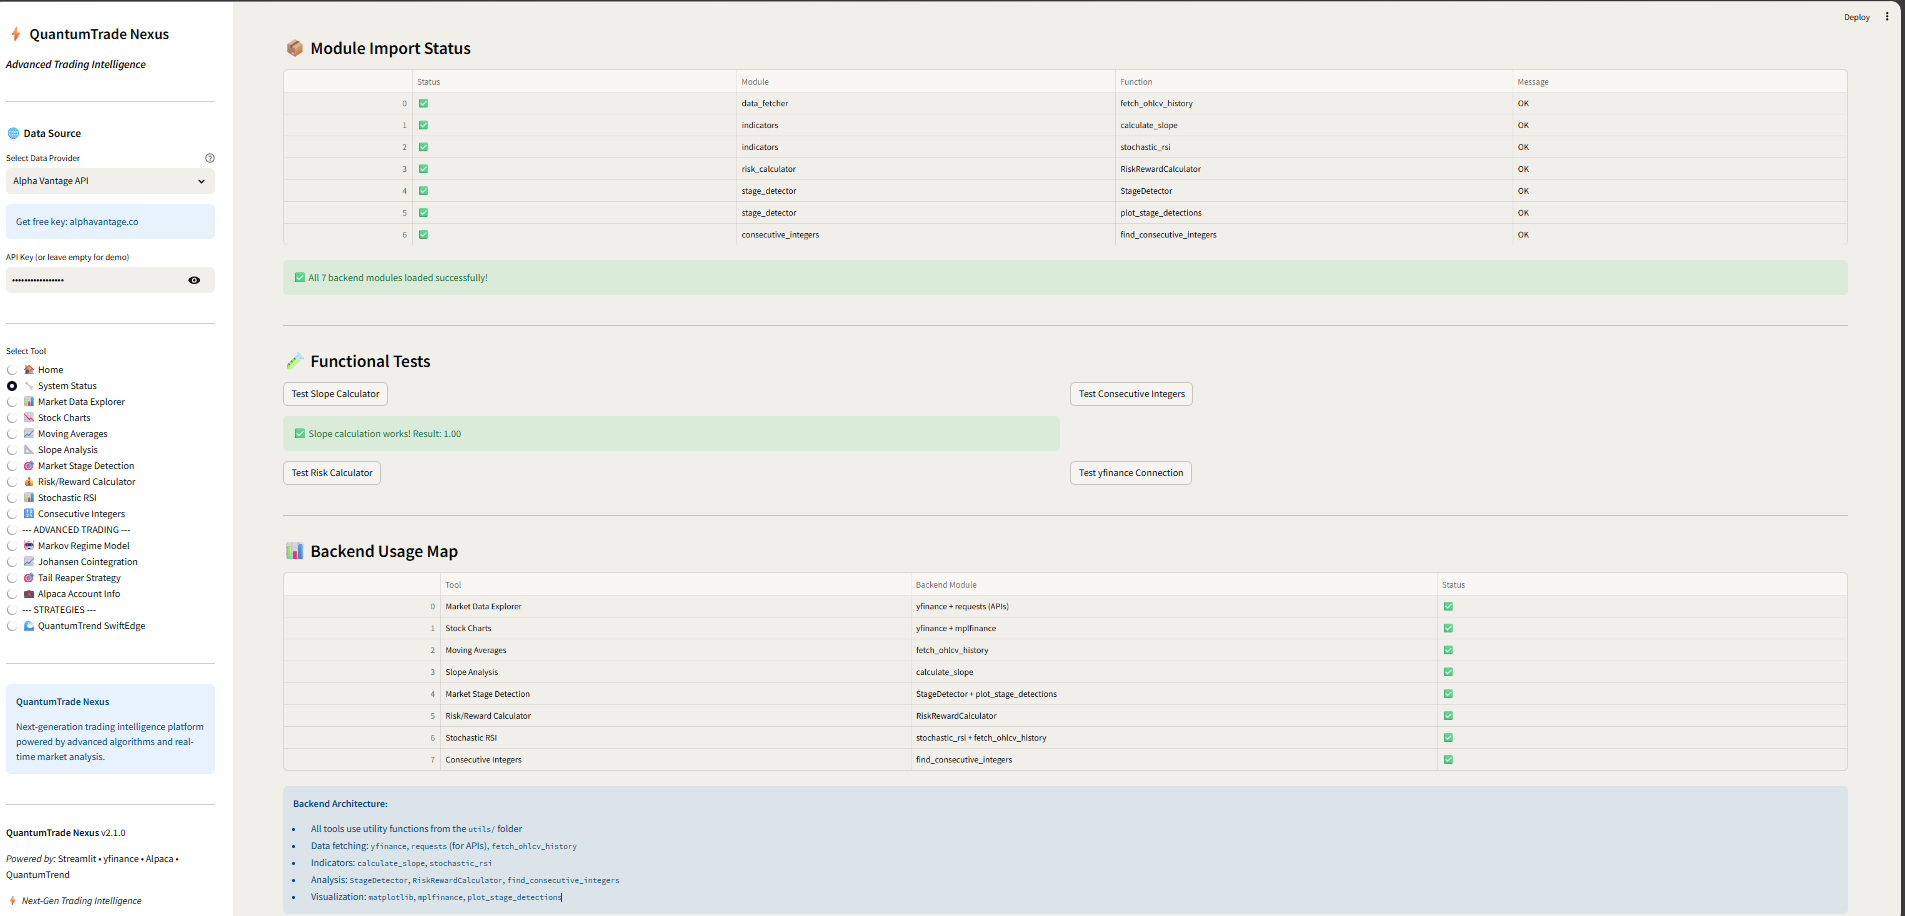 QuantumTrade Nexus
Advanced Trading Intelligence
Data Source
Select Data Provider
Alpha Vantage API
Get free key: alphavantage.co
API Key (or leave empty for demo)
•••••••••••••••••
Select Tool
Home
System Status
Market Data Explorer
Stock Charts
Moving Averages
Slope Analysis
Market Stage Detection
Risk/Reward Calculator
Stochastic RSI
Consecutive Integers
--- ADVANCED TRADING ---
Markov Regime Model
Johansen Cointegration
Tail Reaper Strategy
Alpaca Account Info
--- STRATEGIES ---
QuantumTrend SwiftEdge
QuantumTrade Nexus
Next-generation trading intelligence platform
powered by advanced algorithms and real-
time market analysis.
QuantumTrade Nexus v2.1.0
Powered by: Streamlit • yfinance • Alpaca •
QuantumTrend
Next-Gen Trading Intelligence
Deploy
Module Import Status
Status Module Function Message
0 data_fetcher fetch_ohlcv_history OK
1 indicators calculate_slope OK
2 indicators stochastic_rsi OK
3 risk_calculator RiskRewardCalculator OK
4 stage_detector StageDetector OK
5 stage_detector plot_stage_detections OK
6 consecutive_integers find_consecutive_integers OK
All 7 backend modules loaded successfully!
Functional Tests
Test Slope Calculator Test Consecutive Integers
Slope calculation works! Result: 1.00
Test Risk Calculator Test yfinance Connection
Backend Usage Map
Tool Backend Module Status
0 Market Data Explorer yfinance + requests (APIs)
1 Stock Charts yfinance + mplfinance
2 Moving Averages fetch_ohlcv_history
3 Slope Analysis calculate_slope
4 Market Stage Detection StageDetector + plot_stage_detections
5 Risk/Reward Calculator RiskRewardCalculator
6 Stochastic RSI stochastic_rsi + fetch_ohlcv_history
7 Consecutive Integers find_consecutive_integers
Backend Architecture:
• All tools use utility functions from the utils/ folder
• Data fetching: yfinance, requests (for APIs), fetch_ohlcv_history
• Indicators: calculate_slope, stochastic_rsi
• Analysis: StageDetector, RiskRewardCalculator, find_consecutive_integers
• Visualization: matplotlib, mplfinance, plot_stage_detections